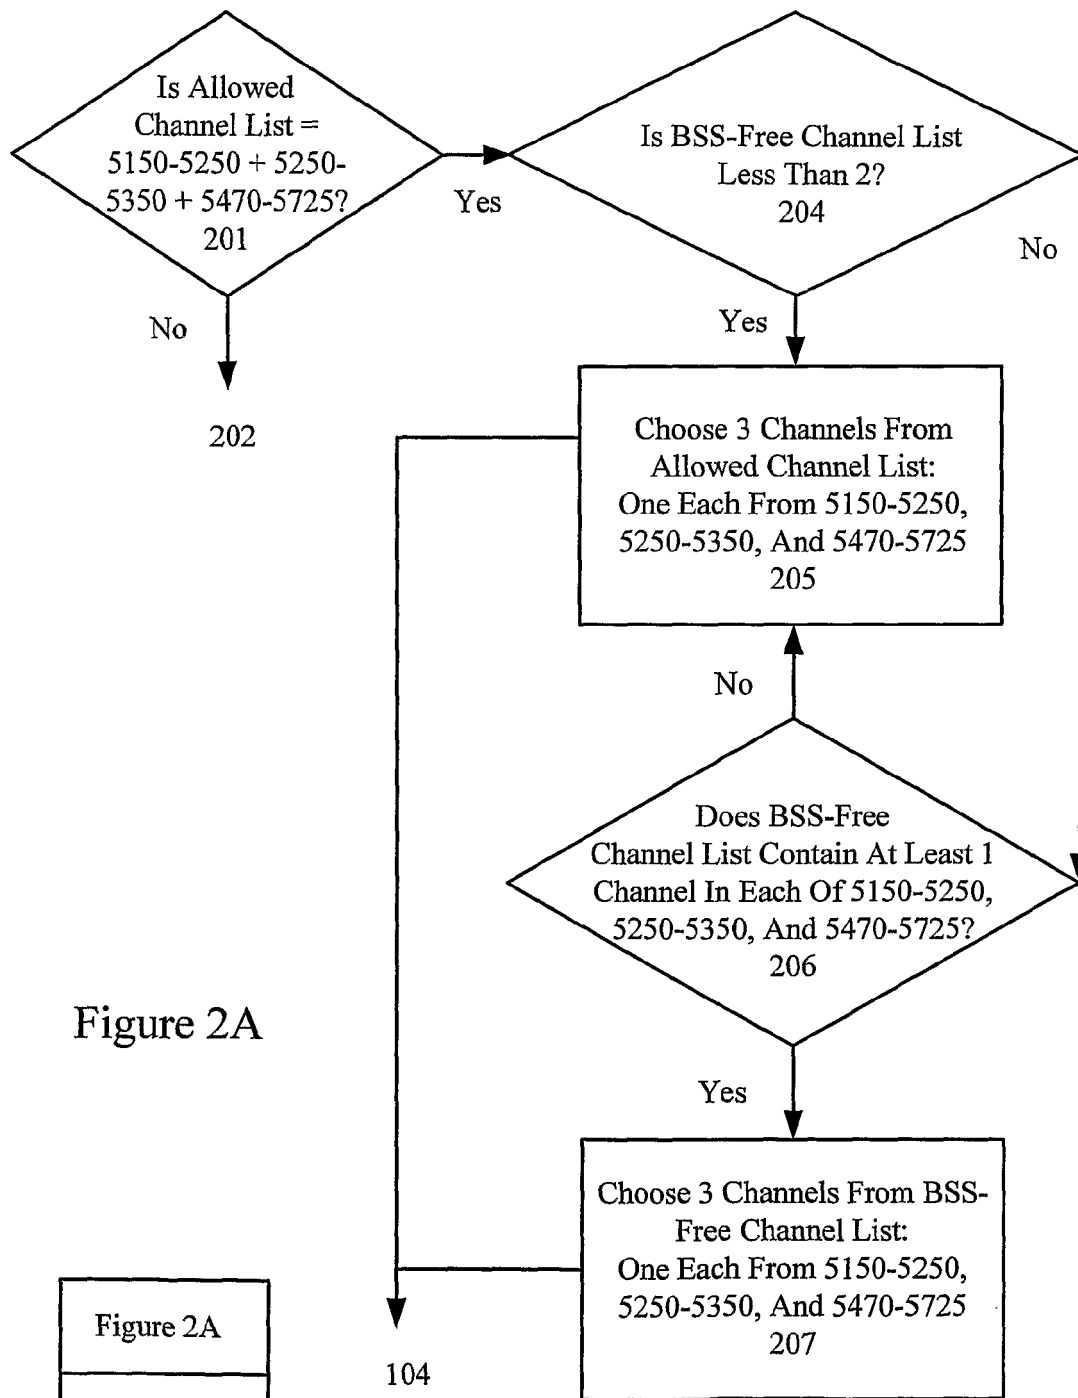 Is Allowed
Channel List =
5150-5250 + 5250-
5350 + 5470-5725?
201
Yes
No
202
Is BSS-Free Channel List
Less Than 2?
204
No
Yes
Choose 3 Channels From
Allowed Channel List:
One Each From 5150-5250,
5250-5350, And 5470-5725
205
No
Does BSS-Free
Channel List Contain At Least 1
Channel In Each Of 5150-5250,
5250-5350, And 5470-5725?
206
Yes
Choose 3 Channels From BSS-
Free Channel List:
One Each From 5150-5250,
5250-5350, And 5470-5725
207
104
Figure 2A
Figure 2A